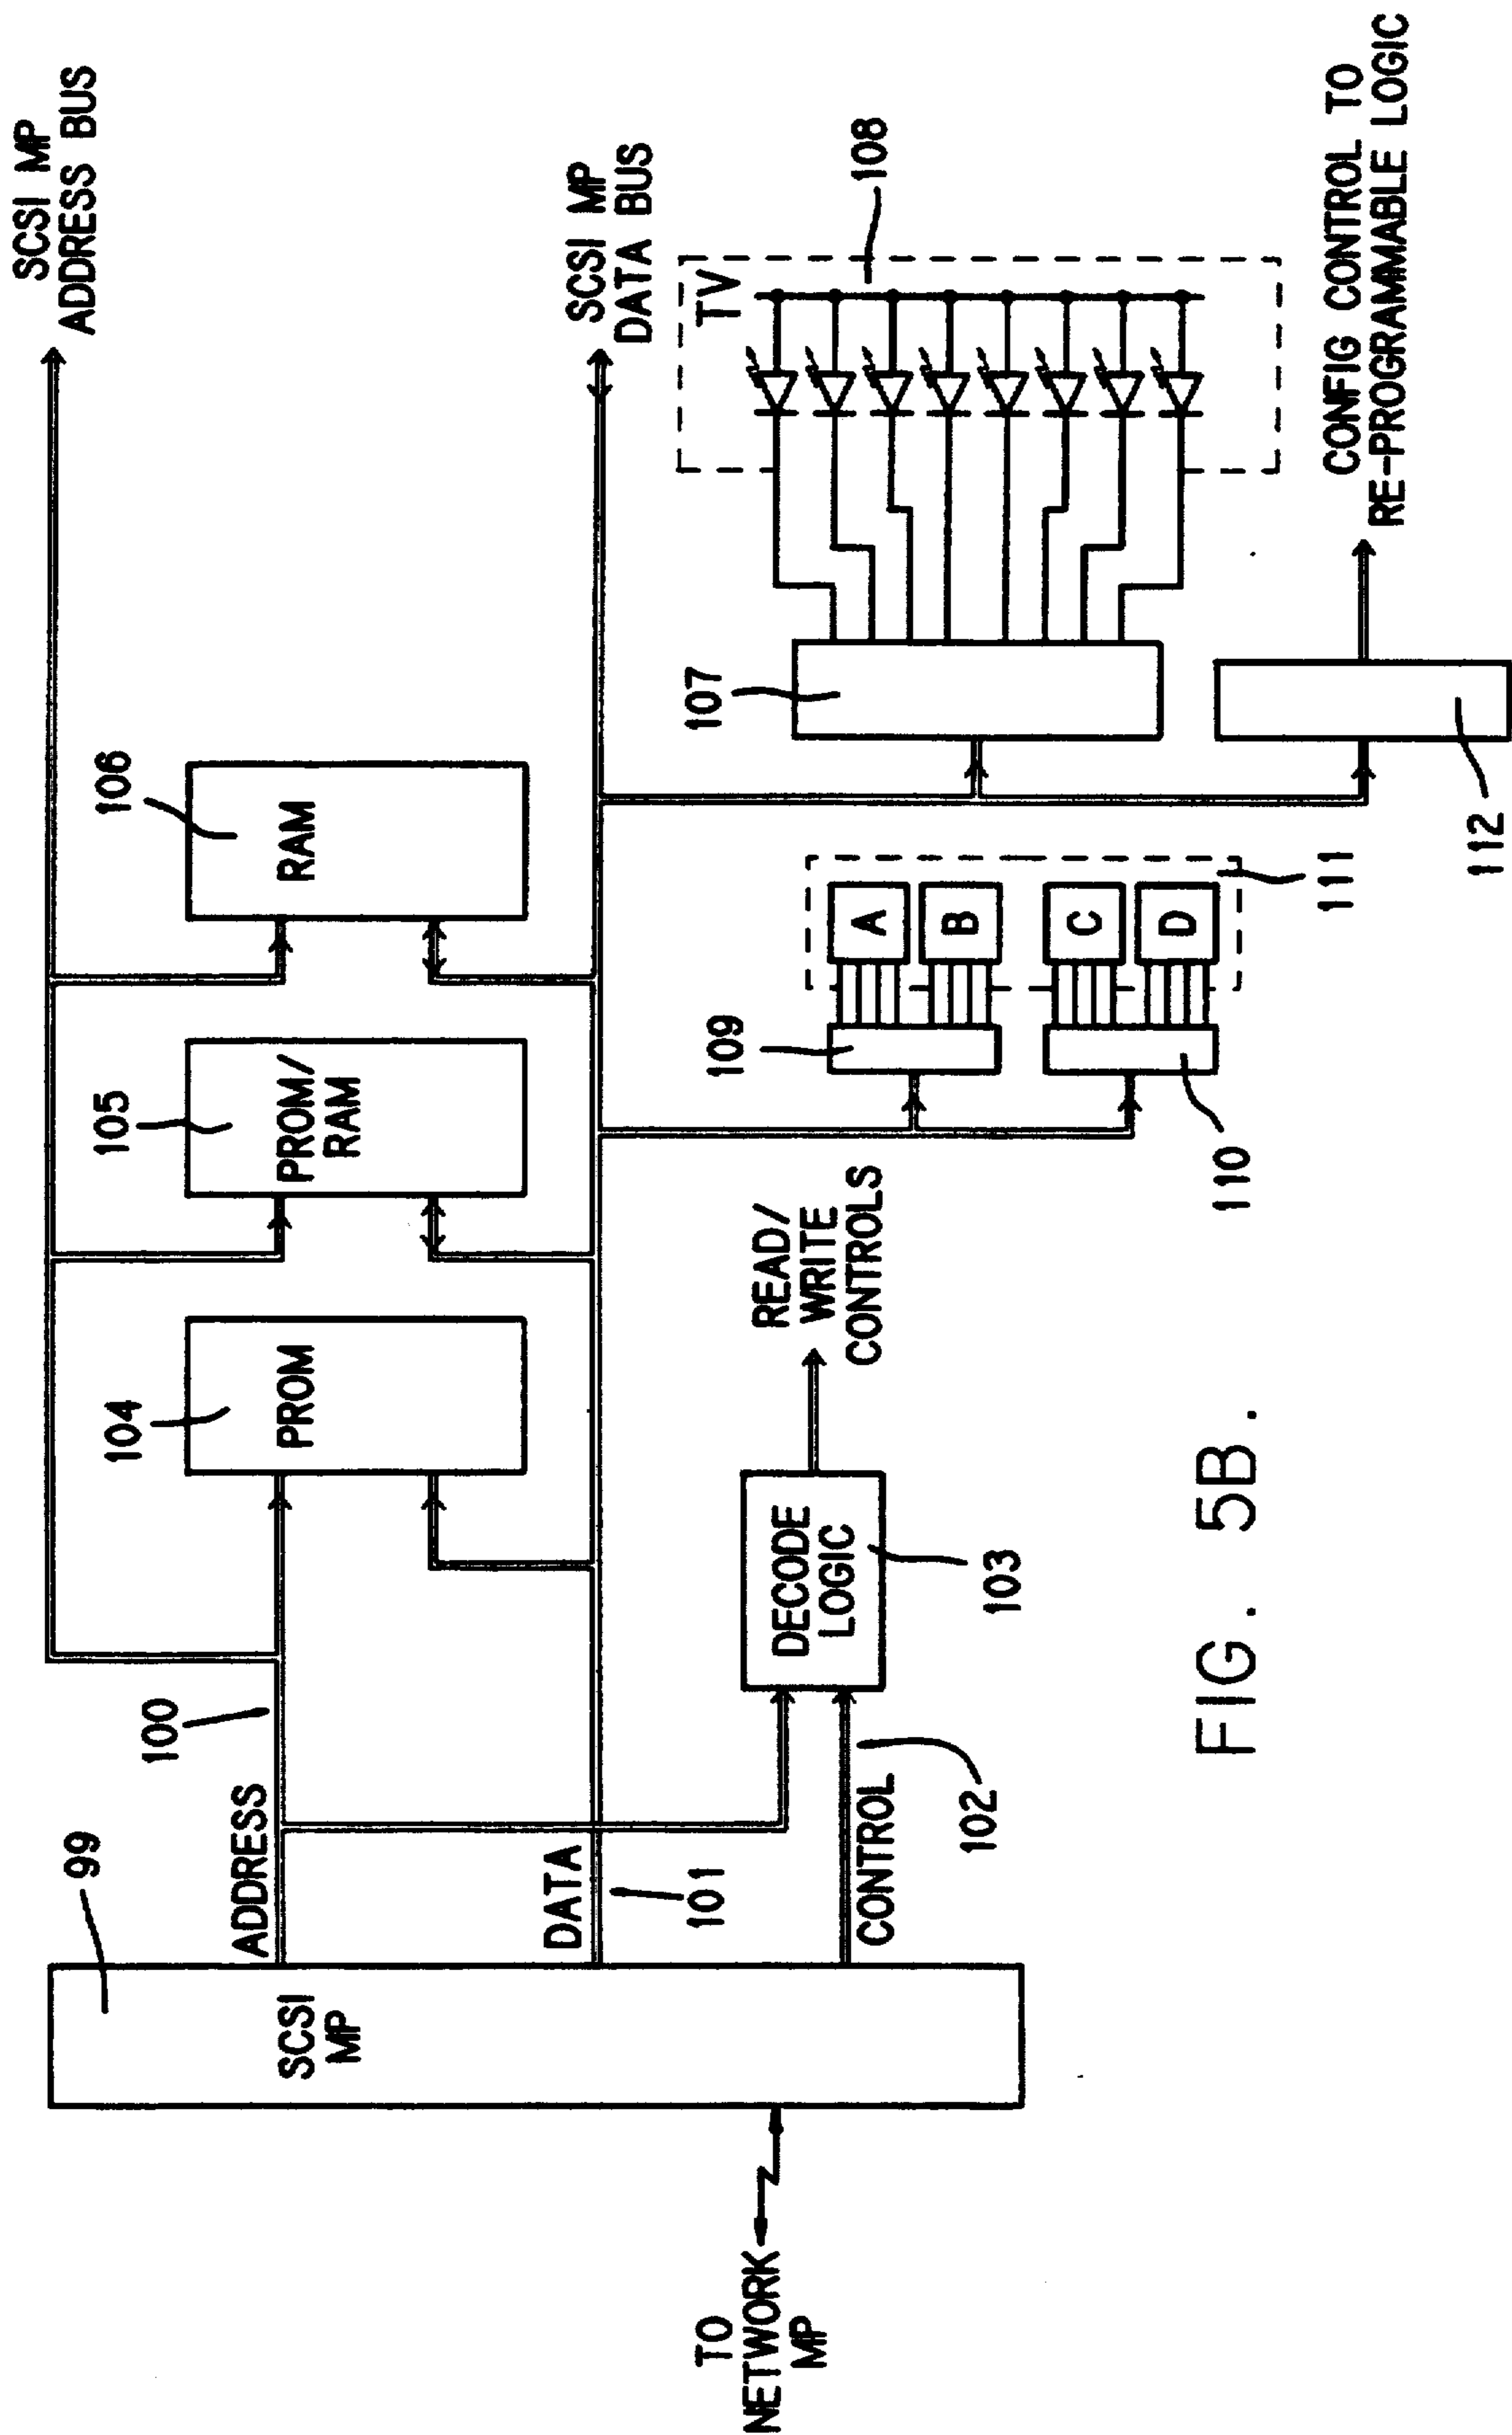 SCSI MP
ADDRESS BUS
SCSI MP
DATA BUS
99
SCSI
MP
ADDRESS
100
DATA
101
CONTROL
102
TO
NETWORK
MP
104
PROM
105
PROM/
RAM
106
RAM
DECODE
LOGIC
103
READ/
WRITE
CONTROLS
109
110
A
B
C
D
111
107
TV
108
112
CONFIG CONTROL TO
RE-PROGRAMMABLE LOGIC
FIG. 5B.